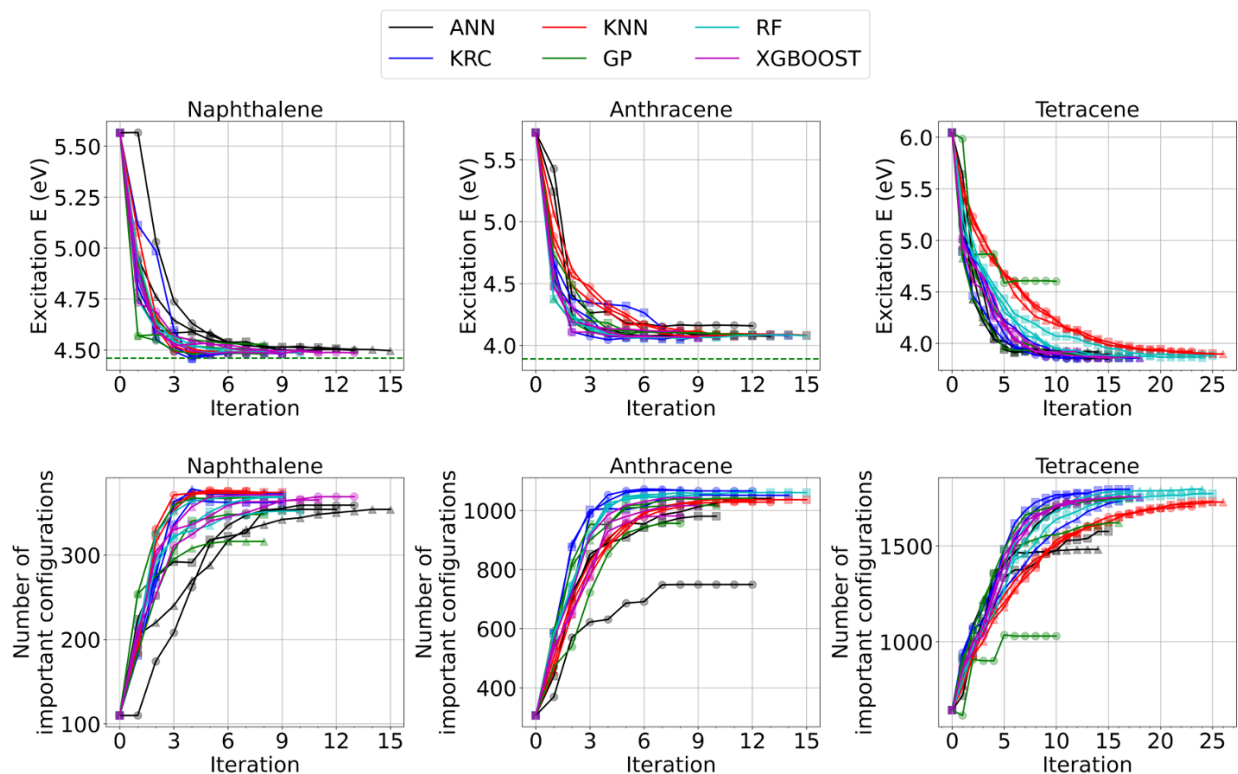 ANN KNN RF
KRC GP XGBOOST
Naphthalene Anthracene Tetracene
Excitation E (eV)
5.50
5.25
5.00
4.75
4.50
0 3 6 9 12 15
Iteration
Excitation E (eV)
5.5
5.0
4.5
4.0
0 3 6 9 12 15
Iteration
Excitation E (eV)
6.0
5.5
5.0
4.5
4.0
0 5 10 15 20 25
Iteration
Naphthalene Anthracene Tetracene
Number of
important configurations
300
200
100
0 3 6 9 12 15
Iteration
Number of
important configurations
1000
800
600
400
0 3 6 9 12 15
Iteration
Number of
important configurations
1500
1000
0 5 10 15 20 25
Iteration